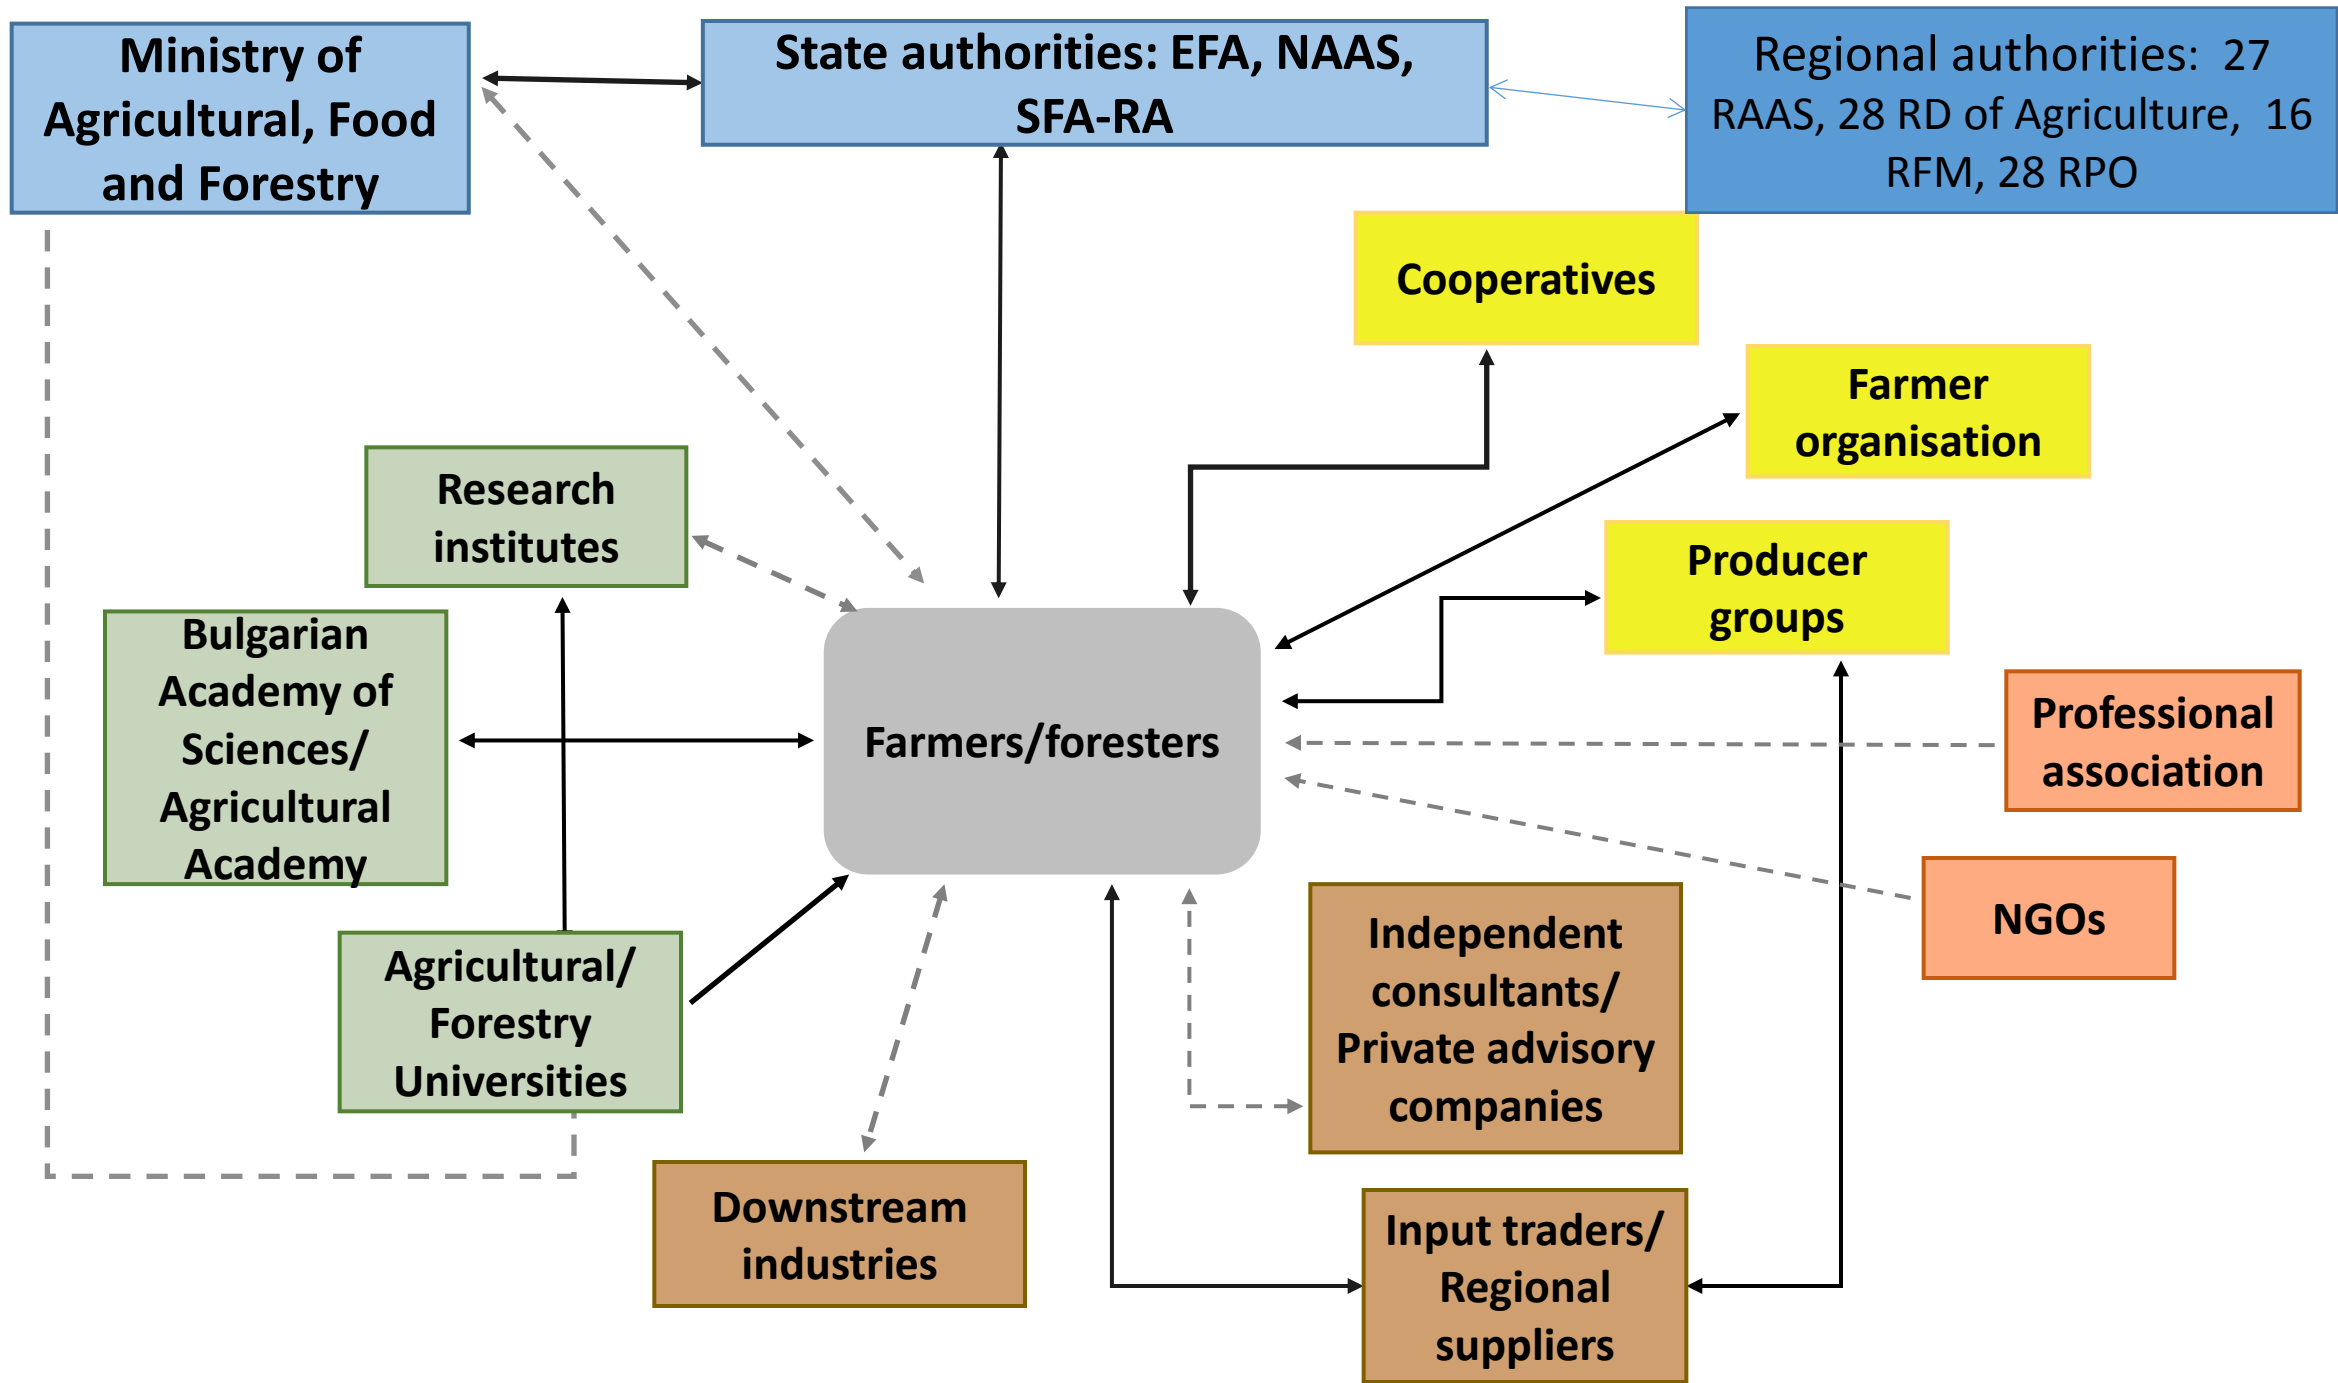 Ministry of
Agricultural, Food
and Forestry
State authorities: EFA, NAAS,
SFA-RA
Regional authorities: 27
RAAS, 28 RD of Agriculture, 16
RFM, 28 RPO
Cooperatives
Farmer
organisation
Research
institutes
Producer
groups
Bulgarian
Academy of
Sciences/
Agricultural
Academy
Farmers/foresters
Professional
association
NGOs
Agricultural/
Forestry
Universities
Independent
consultants/
Private advisory
companies
Downstream
industries
Input traders/
Regional
suppliers